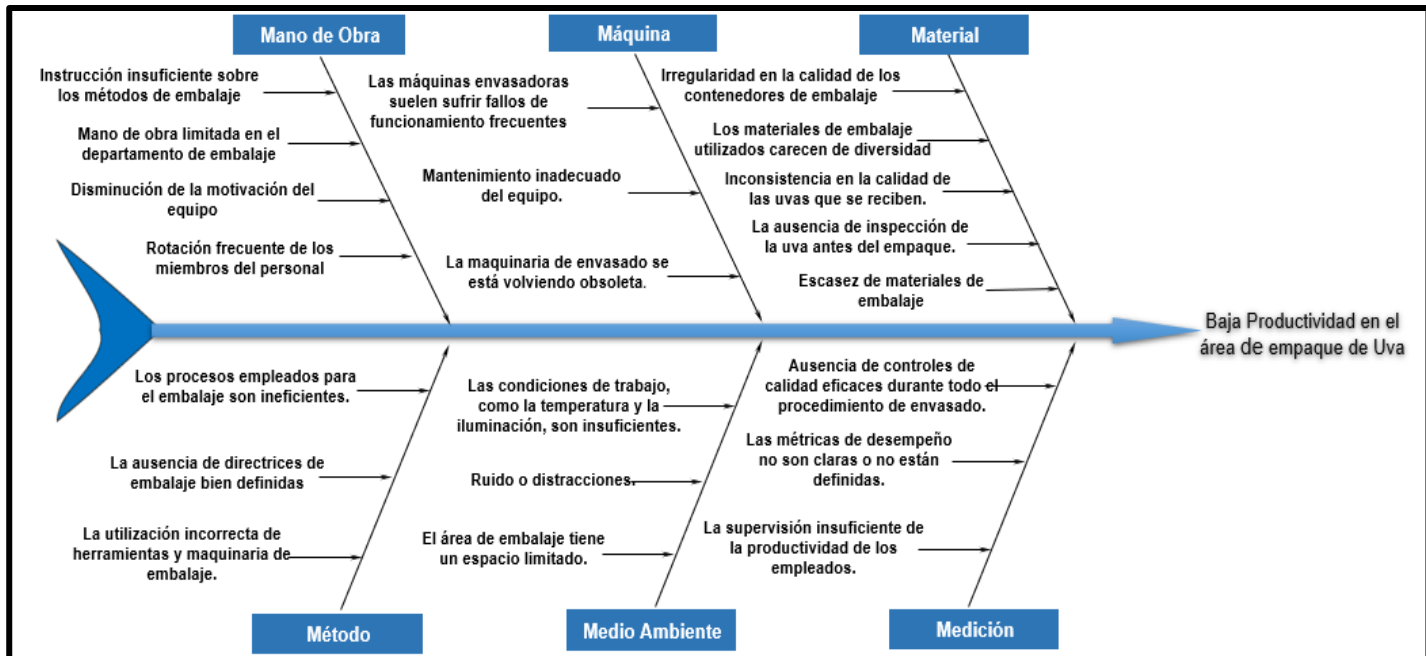 Mano de Obra
Máquina
Material
Instrucción insuficiente sobre
los métodos de embalaje
Mano de obra limitada en el
departamento de embalaje
Disminución de la motivación del
equipo
Rotación frecuente de los
miembros del personal
Las máquinas envasadoras
suelen sufrir fallos de
funcionamiento frecuentes
Mantenimiento inadecuado
del equipo.
La maquinaria de envasado se
está volviendo obsoleta.
Irregularidad en la calidad de los
contenedores de embalaje
Los materiales de embalaje
utilizados carecen de diversidad
Inconsistencia en la calidad de
las uvas que se reciben.
La ausencia de inspección de
la uva antes del empaque.
Escasez de materiales de
embalaje
Baja Productividad en el
área de empaque de Uva
Los procesos empleados para
el embalaje son ineficientes.
La ausencia de directrices de
embalaje bien definidas
La utilización incorrecta de
herramientas y maquinaria de
embalaje.
Las condiciones de trabajo,
como la temperatura y la
iluminación, son insuficientes.
Ruido o distracciones.
El área de embalaje tiene
un espacio limitado.
Ausencia de controles de
calidad eficaces durante todo el
procedimiento de envasado.
Las métricas de desempeño
no son claras o no están
definidas.
La supervisión insuficiente de
la productividad de los
empleados.
Método
Medio Ambiente
Medición